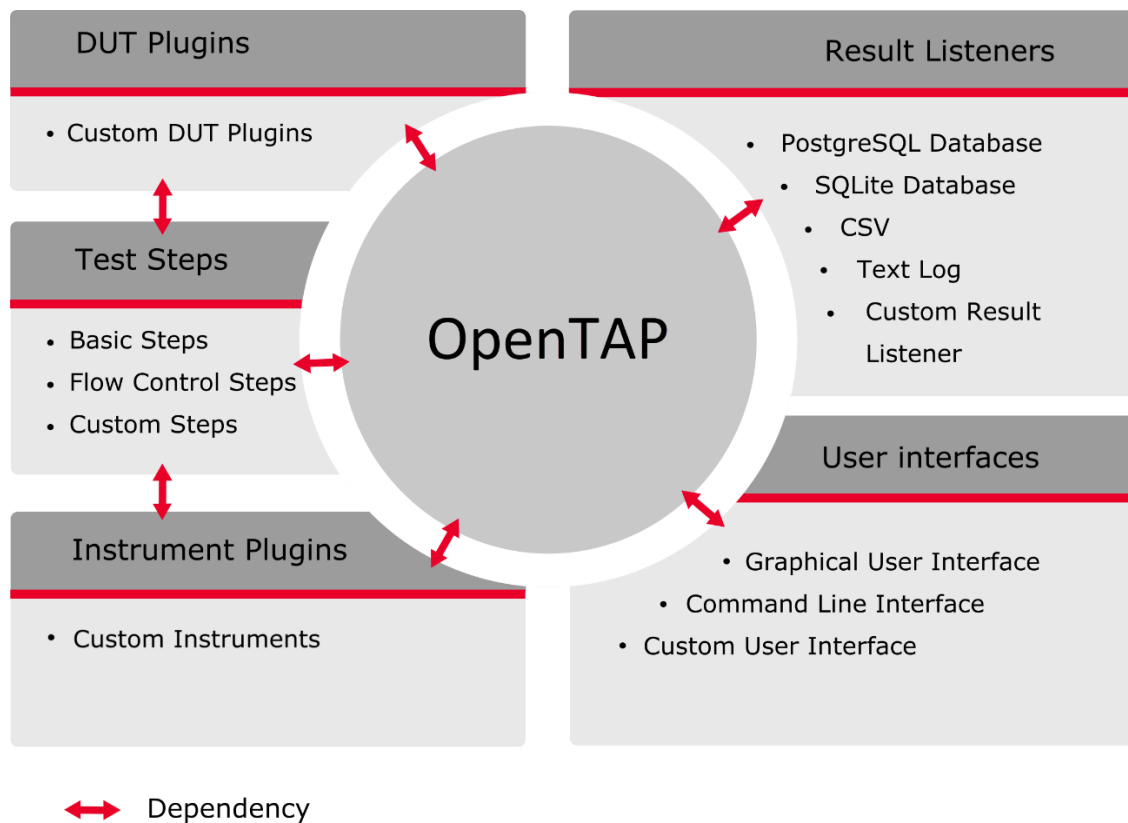 DUT Plugins
• Custom DUT Plugins
Test Steps
• Basic Steps
• Flow Control Steps
• Custom Steps
Instrument Plugins
• Custom Instruments
OpenTAP
Result Listeners
• PostgreSQL Database
• SQLite Database
• CSV
• Text Log
• Custom Result
Listener
User interfaces
• Graphical User Interface
• Command Line Interface
• Custom User Interface
Dependency